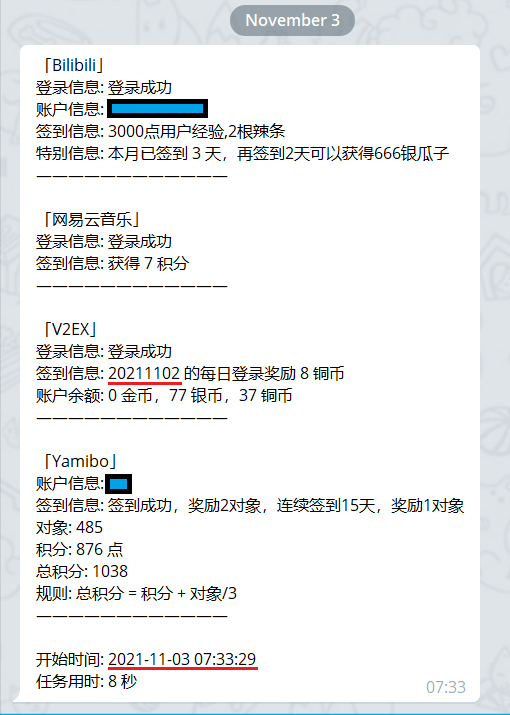 November 3
「Bilibili」
登录信息: 登录成功
账户信息:
签到信息: 3000点用户经验,2根辣条
特别信息: 本月已签到 3 天，再签到2天可以获得666银瓜子
—————————————
「网易云音乐」
登录信息: 登录成功
签到信息: 获得 7 积分
—————————————
「V2EX」
登录信息: 登录成功
签到信息: 20211102 的每日登录奖励 8 铜币
账户余额: 0 金币，77 银币，37 铜币
—————————————
「Yamibo」
账户信息:
签到信息: 签到成功，奖励2对象，连续签到15天，奖励1对象
对象: 485
积分: 876 点
总积分: 1038
规则: 总积分 = 积分 + 对象/3
—————————————
开始时间: 2021-11-03 07:33:29
任务用时: 8 秒
07:33